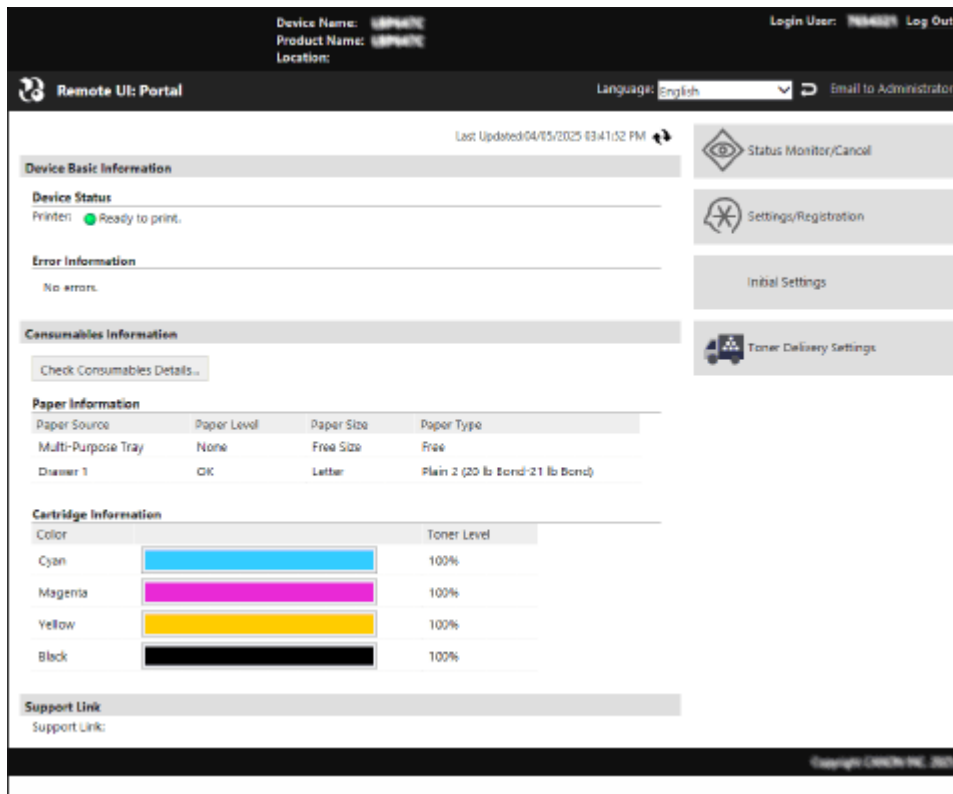 Device Name:
Product Name:
Location:
Login User: Log Out
Remote UI: Portal
Language: English Email to Administrator
Last Updated:04/05/2025 03:41:52 PM
Device Basic Information
Device Status
Printer: Ready to print.
Error Information
No errors.
Consumables Information
Check Consumables Details...
Paper Information
Paper Source Paper Level Paper Size Paper Type
Multi-Purpose Tray None Free Size Free
Drawer 1 OK Letter Plain 2 (20 lb Bond-21 lb Bond)
Cartridge Information
Color Toner Level
Cyan 100%
Magenta 100%
Yellow 100%
Black 100%
Support Link
Support Link:
Status Monitor/Cancel
Settings/Registration
Initial Settings
Toner Delivery Settings